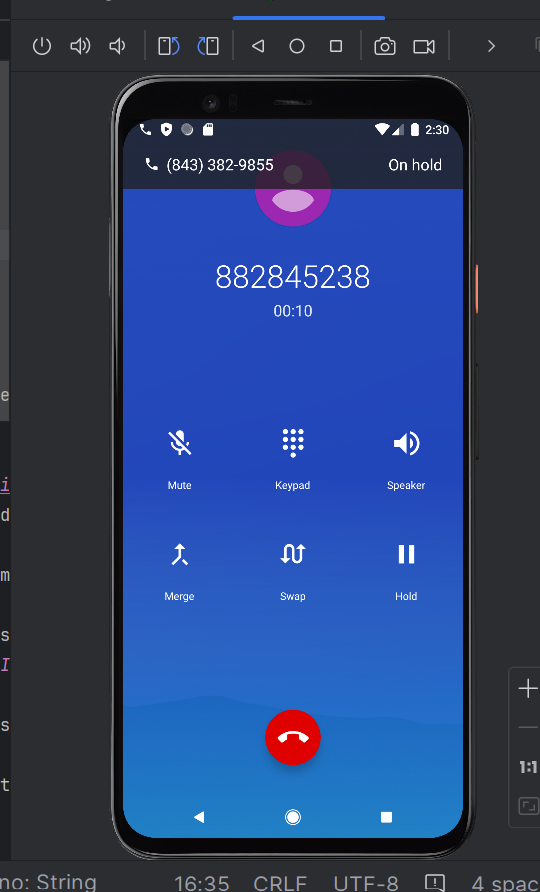 2:30
(843) 382-9855 On hold
882845238
00:10
Mute Keypad Speaker
Merge Swap Hold
e
i
d
m
s
I
s
t
1:1
no: String 16:35 CRLF UTF-8 4 spac